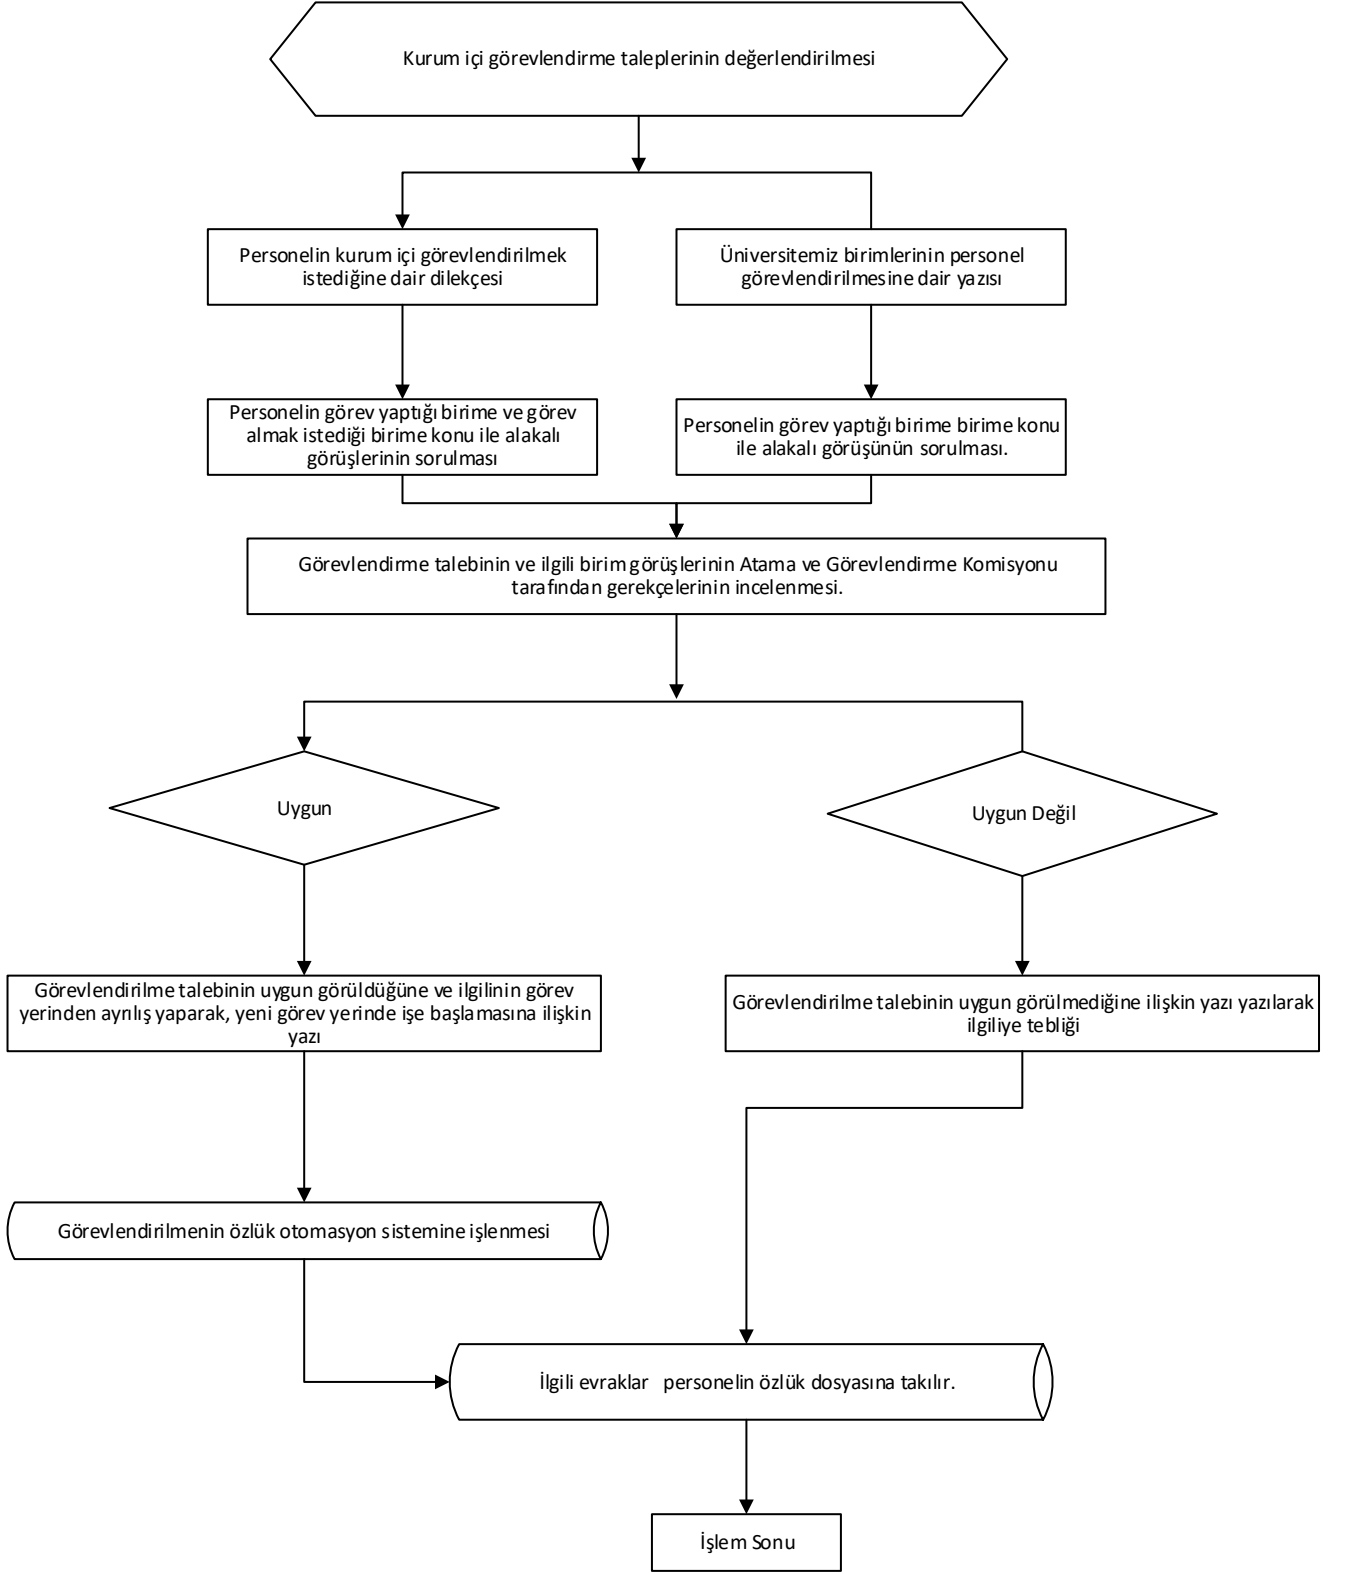 Kurum içi görevlendirme taleplerinin değerlendirilmesi
Personelin kurum içi görevlendirilmek
istediğine dair dilekçesi
Üniversitemiz birimlerinin personel
görevlendirilmesine dair yazısı
Personelin görev yaptığı birime ve görev
almak istediği birime konu ile alakalı
görüşlerinin sorulması
Personelin görev yaptığı birime birime konu
ile alakalı görüşünün sorulması.
Görevlendirme talebinin ve ilgili birim görüşlerinin Atama ve Görevlendirme Komisyonu
tarafından gerekçelerinin incelenmesi.
Uygun
Uygun Değil
Görevlendirilme talebinin uygun görüldüğüne ve ilgilinin görev
yerinden ayrılış yaparak, yeni görev yerinde işe başlamasına ilişkin
yazı
Görevlendirilme talebinin uygun görülmediğine ilişkin yazı yazılarak
ilgiliye tebliği
Görevlendirilmenin özlük otomasyon sistemine işlenmesi
İlgili evraklar personelin özlük dosyasına takılır.
İşlem Sonu